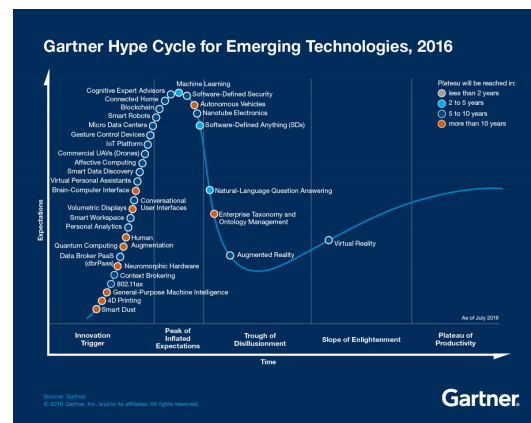 Gartner Hype Cycle for Emerging Technologies, 2016
Plateau will be reached in:
less than 2 years
2 to 5 years
5 to 10 years
more than 10 years
Machine Learning
Cognitive Expert Advisors
Software-Defined Security
Connected Home
Autonomous Vehicles
Blockchain
Nanotube Electronics
Smart Robots
Micro Data Centers
Software-Defined Anything (SDx)
Gesture Control Devices
IoT Platform
Commercial UAVs (Drones)
Affective Computing
Smart Data Discovery
Virtual Personal Assistants
Brain-Computer Interface
Natural-Language Question Answering
Conversational
User Interfaces
Volumetric Displays
Enterprise Taxonomy and
Ontology Management
Smart Workspace
Personal Analytics
Human
Augmentation
Quantum Computing
Virtual Reality
Data Broker PaaS
(dbrPaas)
Augmented Reality
Neuromorphic Hardware
Context Brokering
802.11ax
General-Purpose Machine Intelligence
4D Printing
Smart Dust
Expectations
As of July 2016
Innovation
Trigger
Peak of
Inflated
Expectations
Trough of
Disillusionment
Slope of Enlightenment
Plateau of
Productivity
Time
Source: Gartner
© 2016 Gartner, Inc. and/or its affiliates. All rights reserved.
Gartner